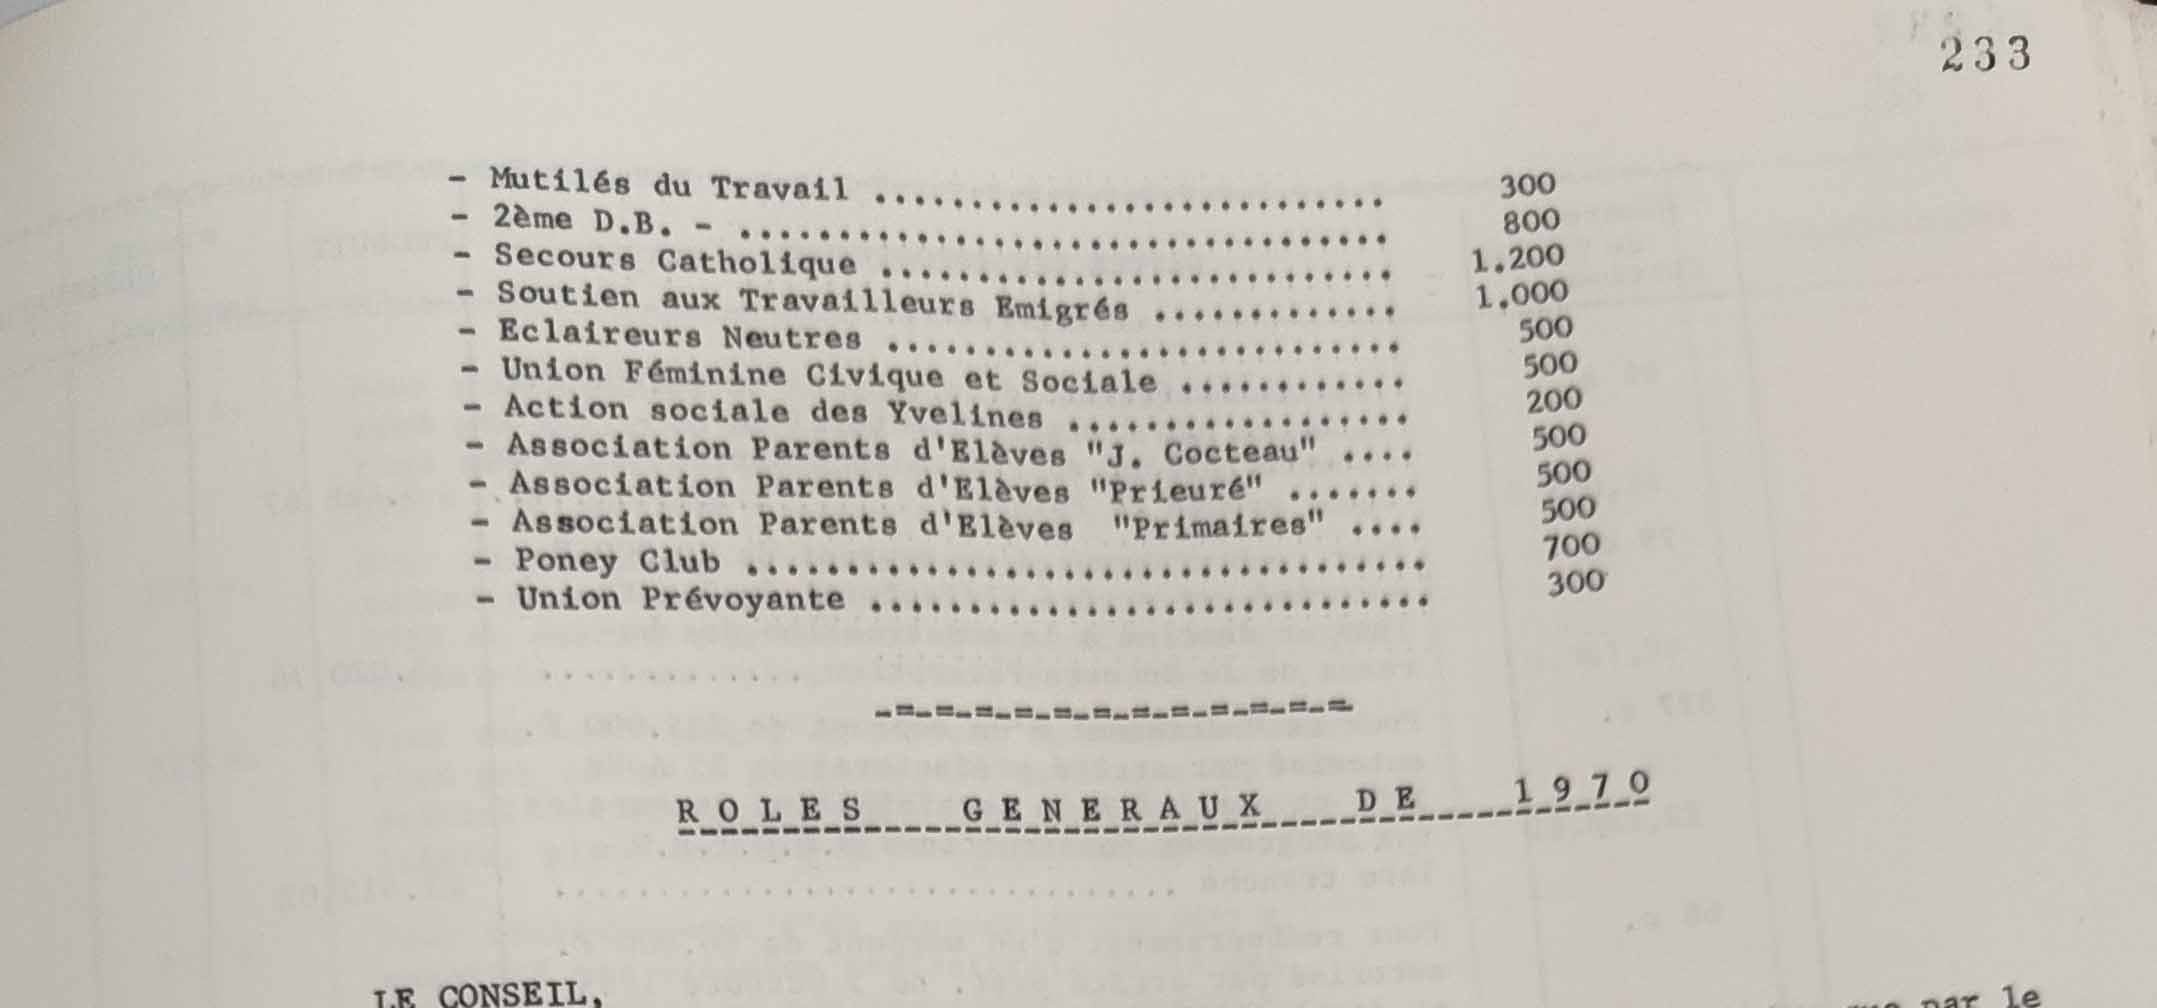 233
- Mutilés du Travail ........................... 300
- 2ème D.B. - .................................. 800
- Secours Catholique ........................... 1.200
- Soutien aux Travailleurs Emigrés ............. 1.000
- Eclaireurs Neutres ........................... 500
- Union Féminine Civique et Sociale ............ 500
- Action sociale des Yvelines .................. 200
- Association Parents d'Elèves "J. Cocteau" .... 500
- Association Parents d'Elèves "Prieuré" ....... 500
- Association Parents d'Elèves "Primaires" .... 500
- Poney Club ................................... 700
- Union Prévoyante ............................. 300
-=-=-=-=-=-=-=-=-=-=-=-=
ROLES GENERAUX DE 1970
LE CONSEIL,
par le